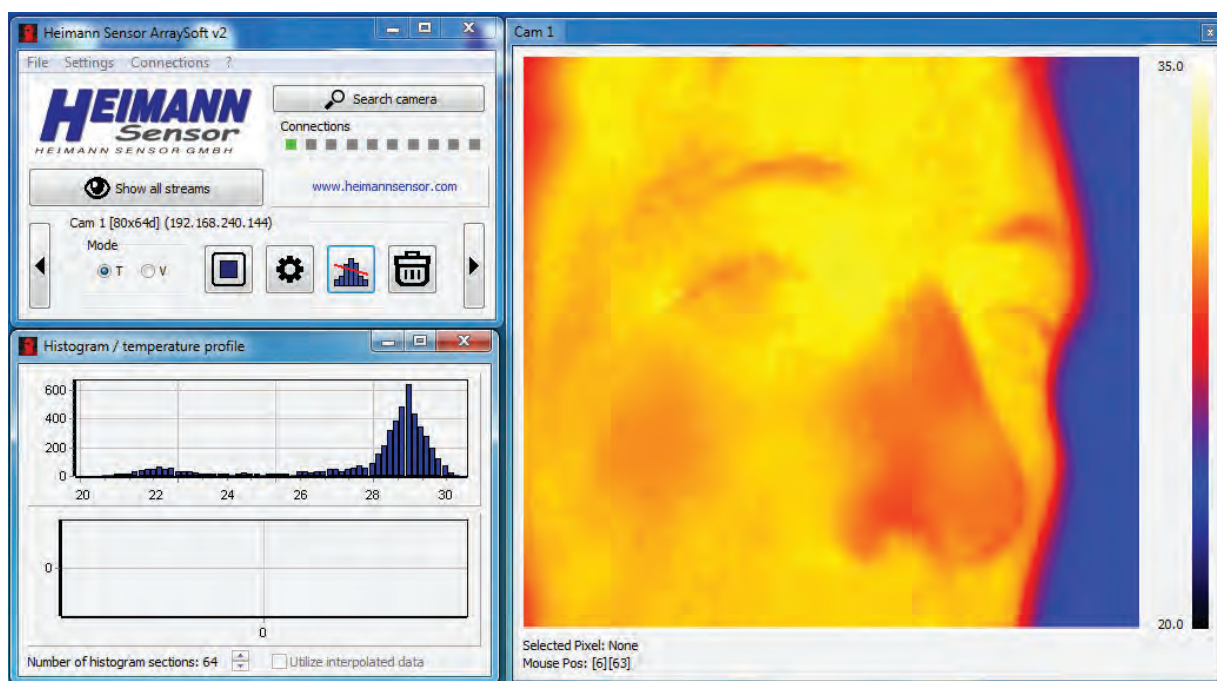 Heimann Sensor ArraySoft v2
File Settings Connections ?
HEIMANN
Sensor
HEIMANN SENSOR GMBH
Search camera
Connections
Show all streams
www.heimannsensor.com
Cam 1 [80x64d] (192.168.240.144)
Mode
T V
Histogram / temperature profile
600
400
200
0
20 22 24 26 28 30
0
0
Number of histogram sections: 64 Utilize interpolated data
Cam 1
x
35.0
20.0
Selected Pixel: None
Mouse Pos: [6][63]